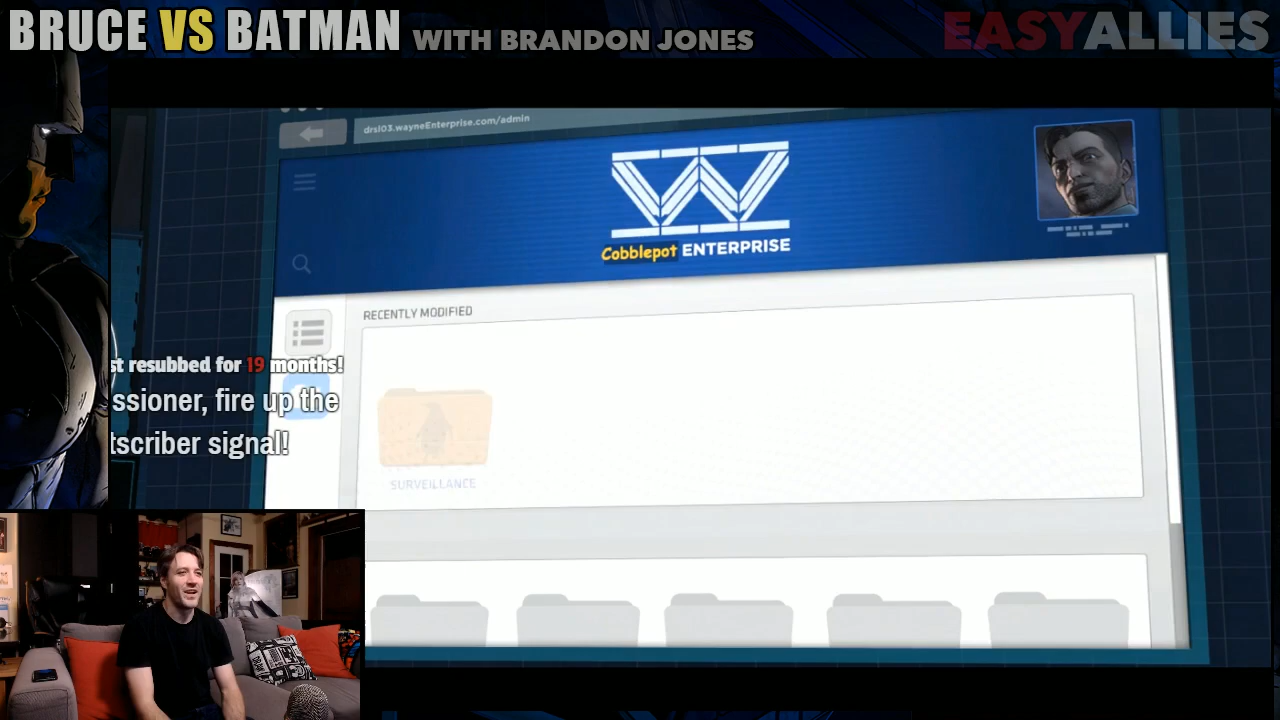 BRUCE VS BATMAN WITH BRANDON JONES
EASYALLIES
drsl03.wayneEnterprise.com/admin
Cobblepot ENTERPRISE
RECENTLY MODIFIED
st resubbed for 19 months!
ssioner, fire up the
tscriber signal!
SURVEILLANCE